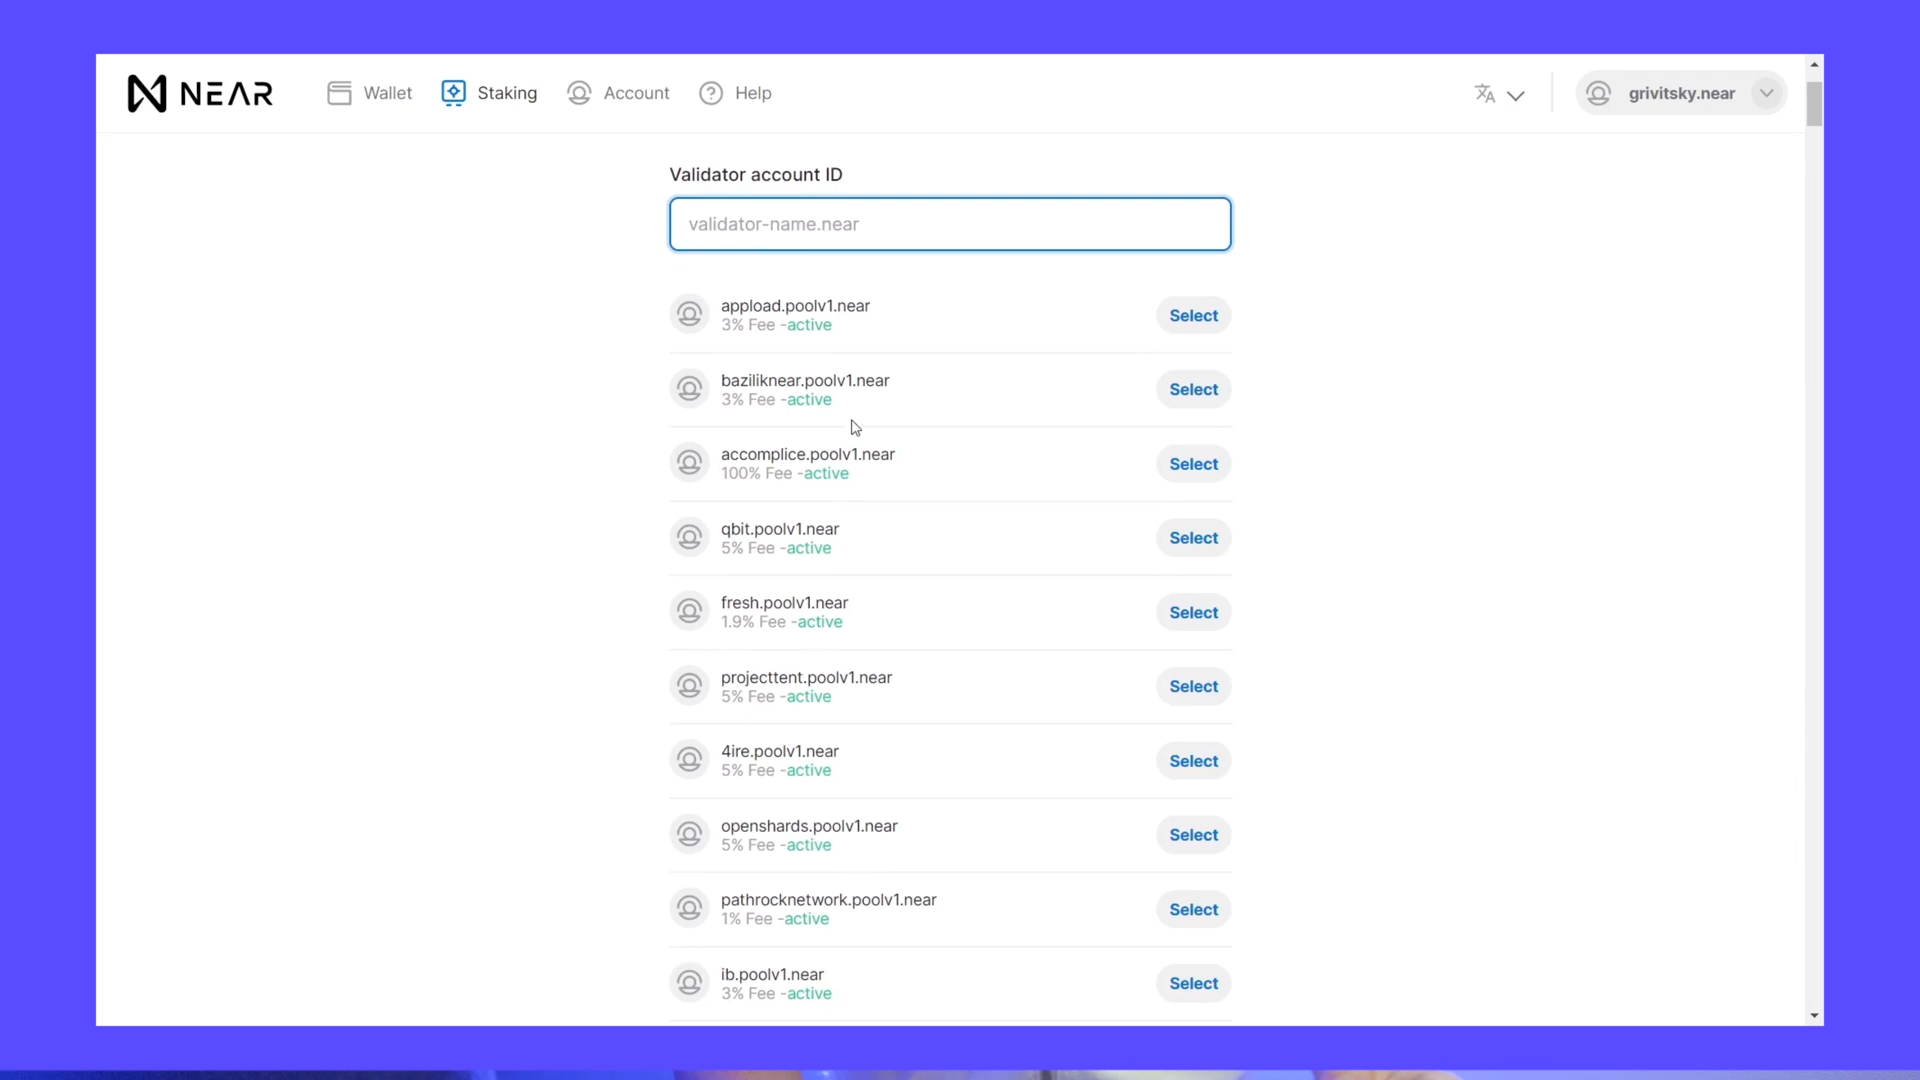 NEAR
Wallet
Staking
Account
Help
grivitsky.near
Validator account ID
validator-name.near
appload.poolv1.near
3% Fee -active
Select
baziliknear.poolv1.near
3% Fee -active
Select
accomplice.poolv1.near
100% Fee -active
Select
qbit.poolv1.near
5% Fee -active
Select
fresh.poolv1.near
1.9% Fee -active
Select
projecttent.poolv1.near
5% Fee -active
Select
4ire.poolv1.near
5% Fee -active
Select
openshards.poolv1.near
5% Fee -active
Select
pathrocknetwork.poolv1.near
1% Fee -active
Select
ib.poolv1.near
3% Fee -active
Select